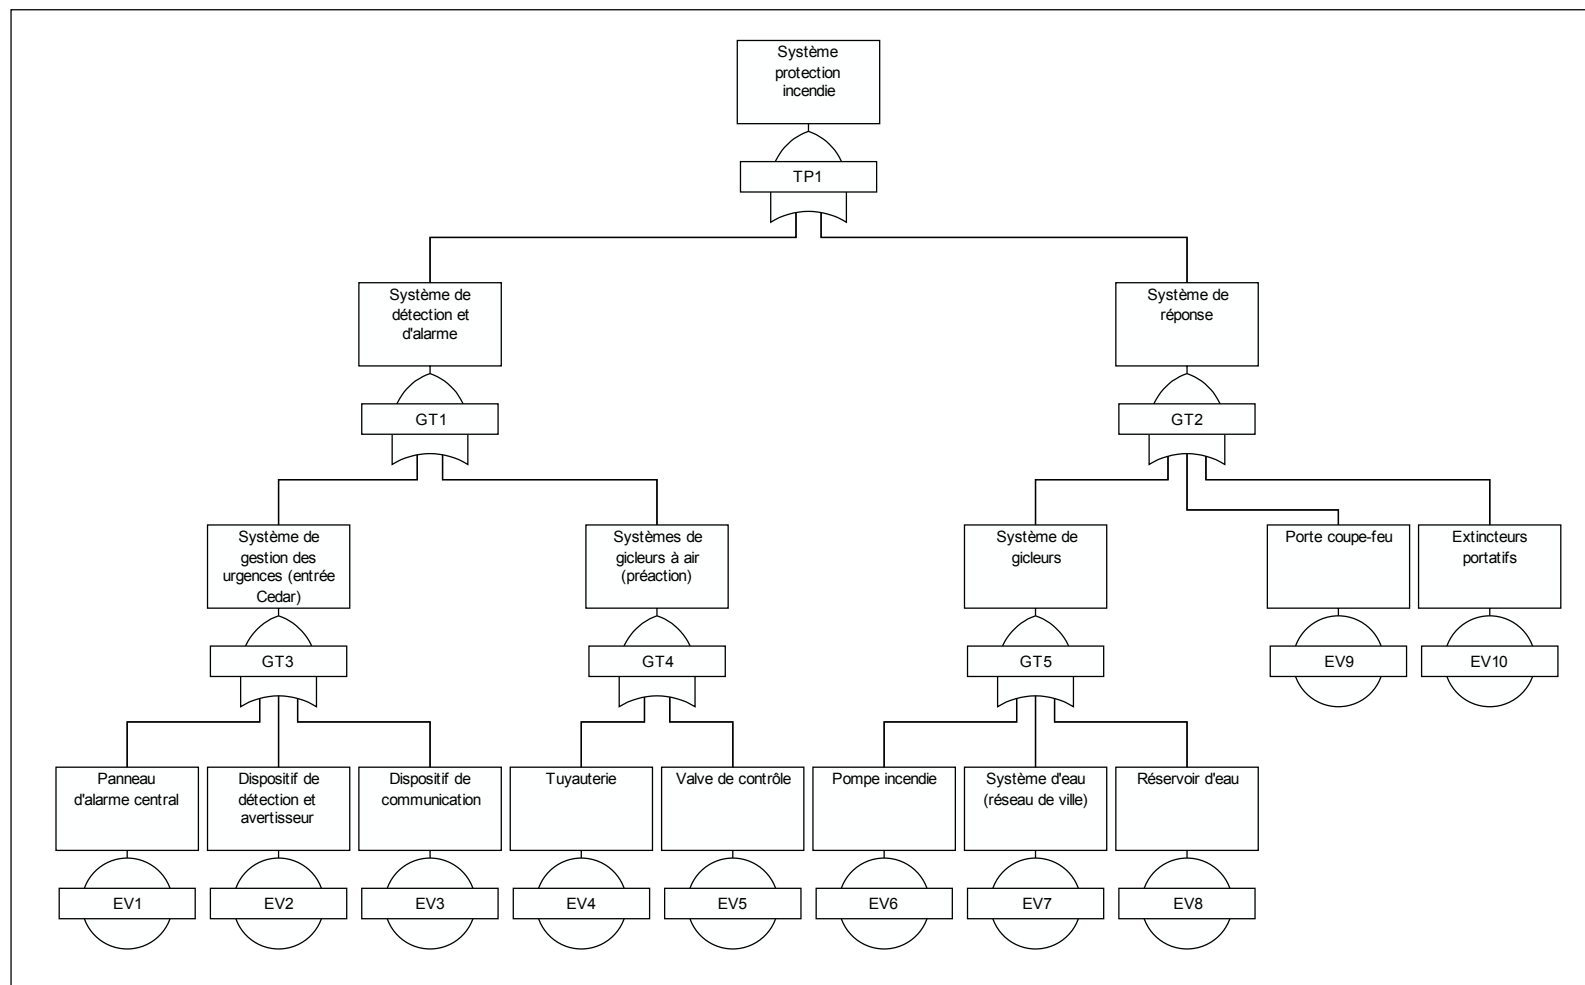 Système
protection
incendie
TP1
Système de
détection et
d'alarme
Système de
réponse
GT1
GT2
Système de
gestion des
urgences (entrée
Cedar)
Systèmes de
gicleurs à air
(préaction)
Système de
gicleurs
Porte coupe-feu
Extincteurs
portatifs
GT3
GT4
GT5
EV9
EV10
Panneau
d'alarme central
Dispositif de
détection et
avertisseur
Dispositif de
communication
Tuyauterie
Valve de contrôle
Pompe incendie
Système d'eau
(réseau de ville)
Réservoir d'eau
EV1
EV2
EV3
EV4
EV5
EV6
EV7
EV8